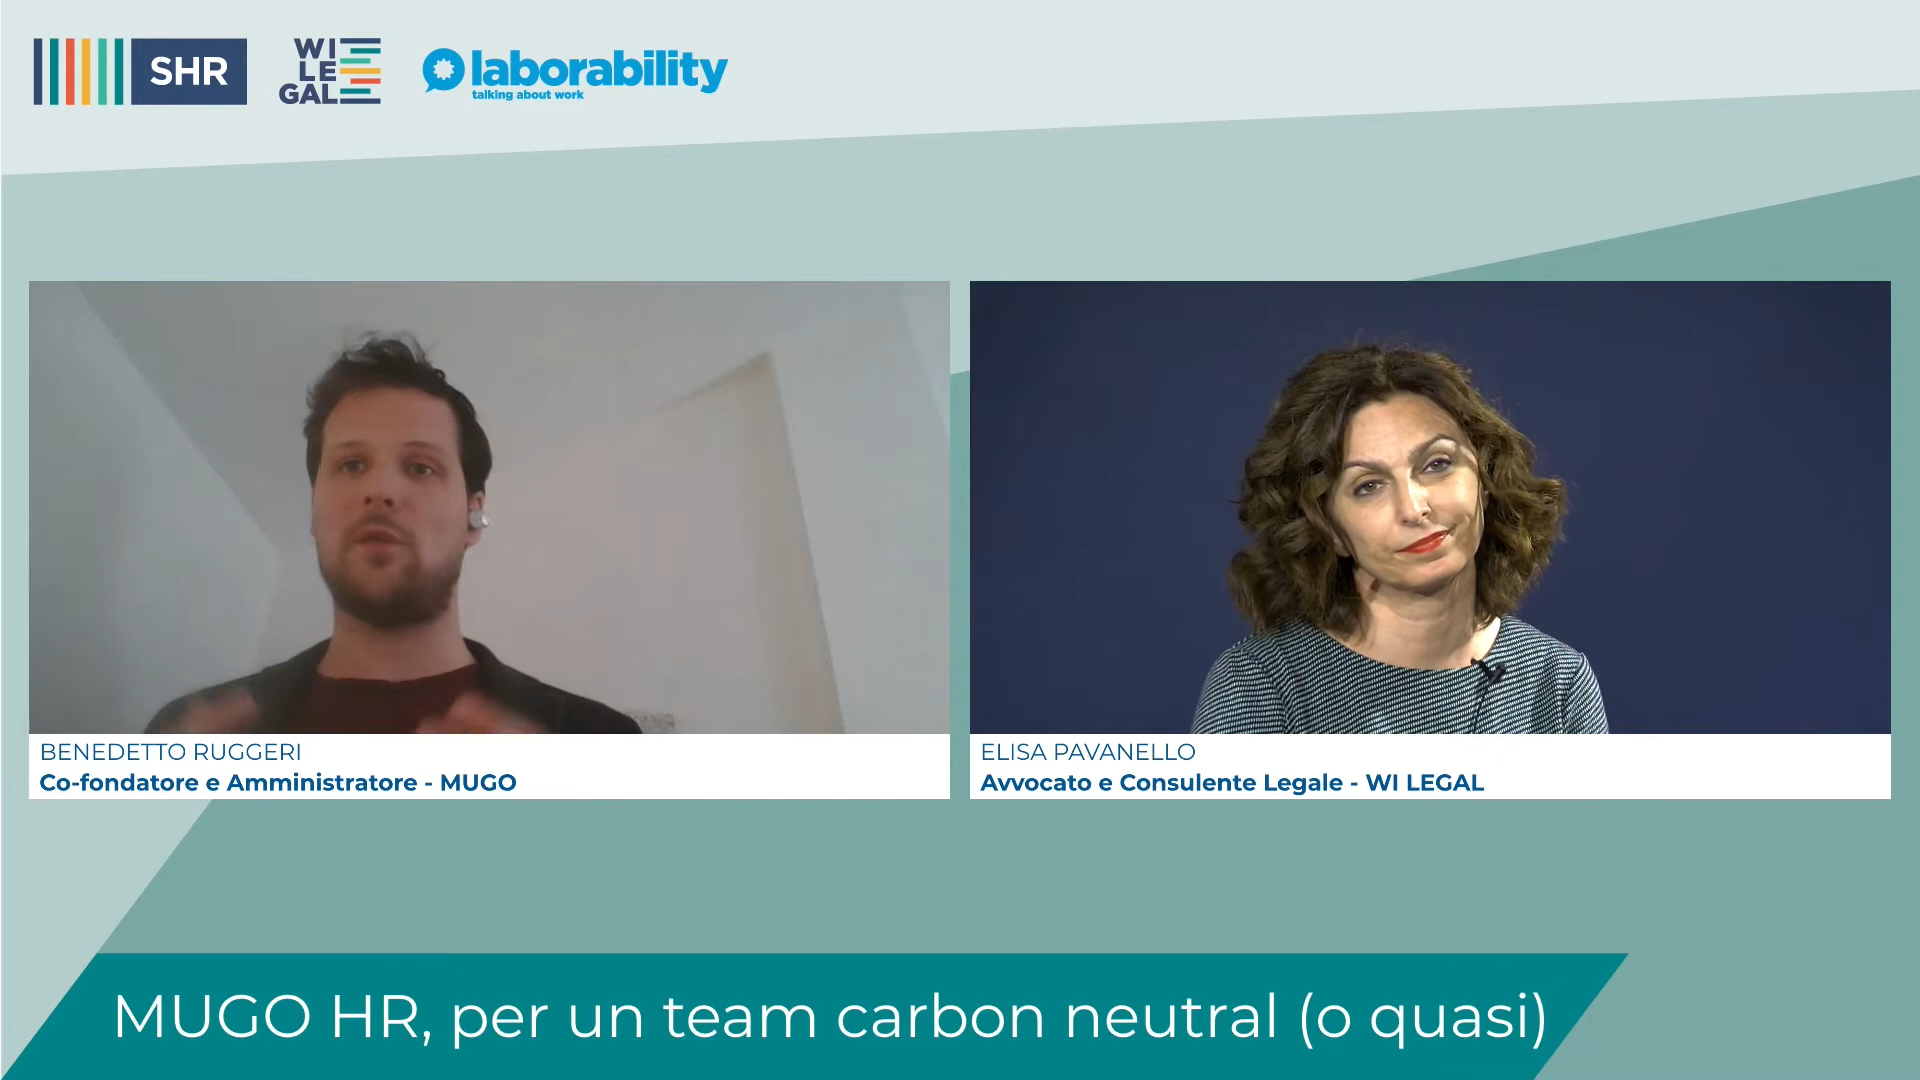 SHR
WI
LE
GAL
laborability
talking about work
BENEDETTO RUGGERI
Co-fondatore e Amministratore - MUGO
ELISA PAVANELLO
Avvocato e Consulente Legale - WI LEGAL
MUGO HR, per un team carbon neutral (o quasi)